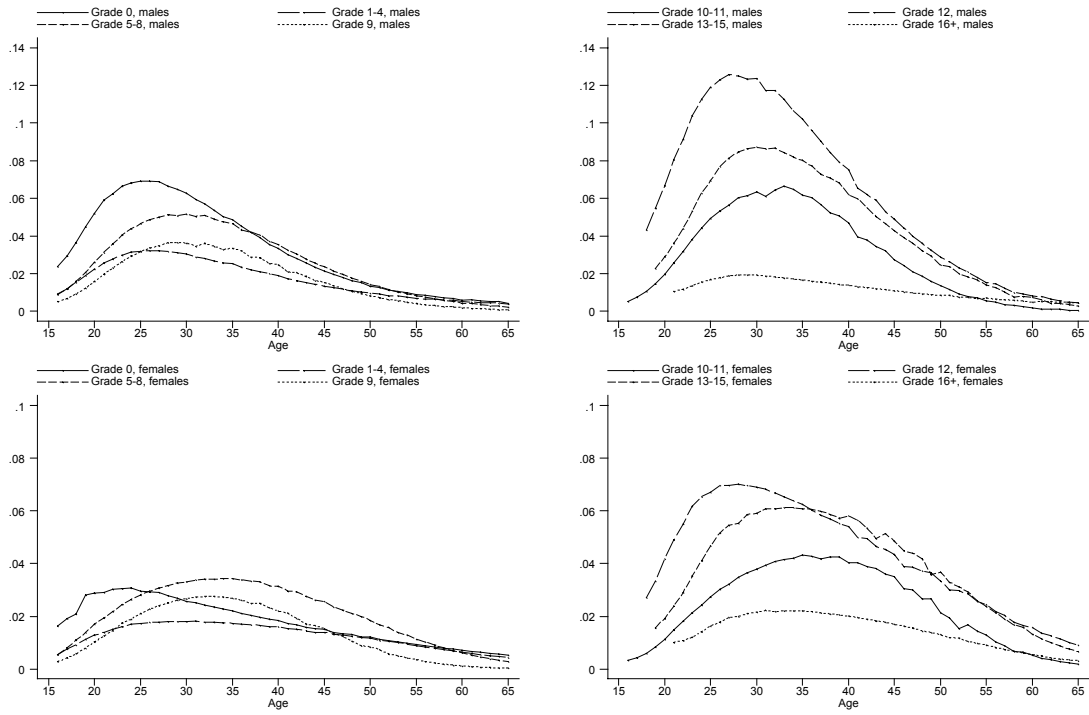 Grade 0, males
Grade 1-4, males
Grade 5-8, males
Grade 9, males
.14
.12
.1
.08
.06
.04
.02
0
15 20 25 30 35 40 45 50 55 60 65
Age
Grade 10-11, males
Grade 12, males
Grade 13-15, males
Grade 16+, males
.14
.12
.1
.08
.06
.04
.02
0
15 20 25 30 35 40 45 50 55 60 65
Age
Grade 0, females
Grade 1-4, females
Grade 5-8, females
Grade 9, females
.1
.08
.06
.04
.02
0
15 20 25 30 35 40 45 50 55 60 65
Age
Grade 10-11, females
Grade 12, females
Grade 13-15, females
Grade 16+, females
.1
.08
.06
.04
.02
0
15 20 25 30 35 40 45 50 55 60 65
Age